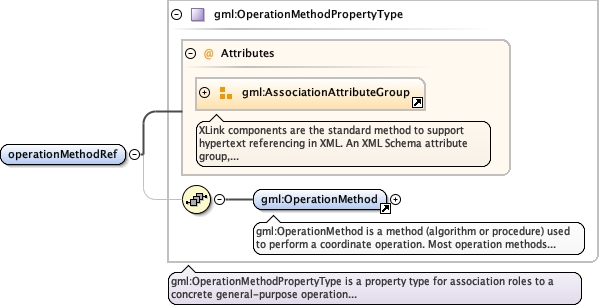 gml:OperationMethodPropertyType
@ Attributes
gml:AssociationAttributeGroup
XLink components are the standard method to support
hypertext referencing in XML. An XML Schema attribute
group,...
operationMethodRef
gml:OperationMethod
gml:OperationMethod is a method (algorithm or procedure) used
to perform a coordinate operation. Most operation methods...
gml:OperationMethodPropertyType is a property type for association roles to a
concrete general-purpose operation...